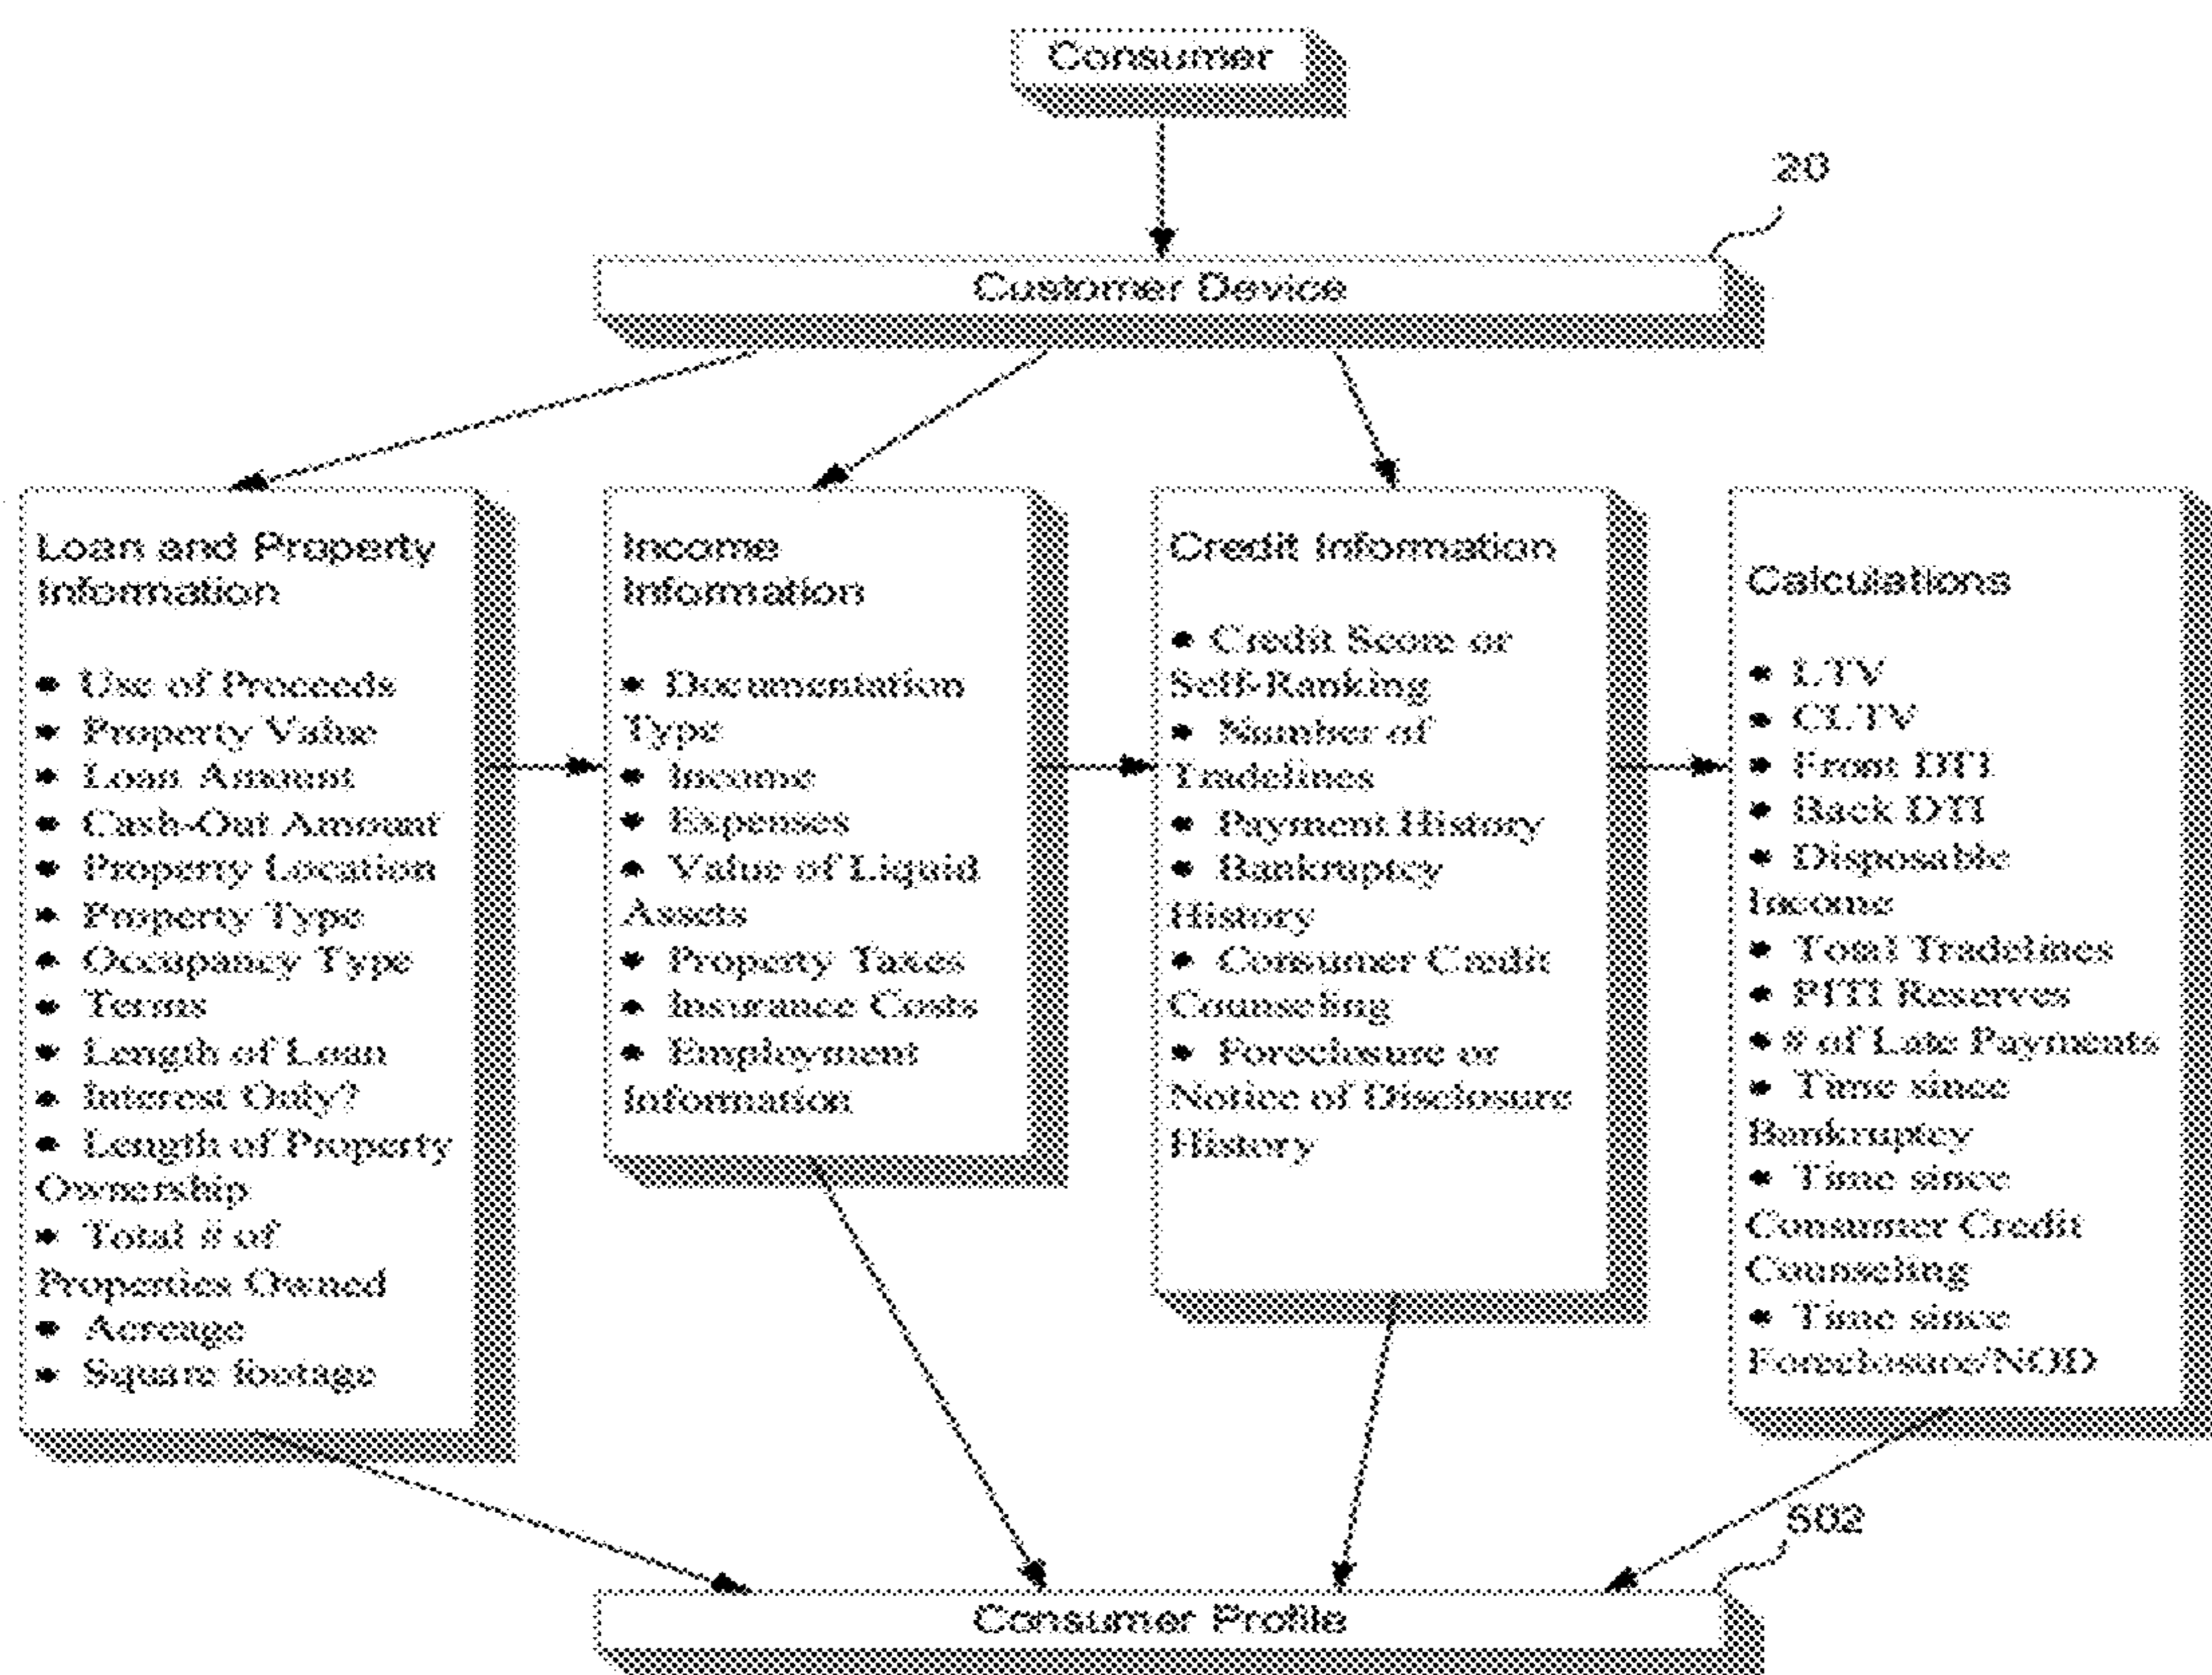 Consumer
20
Customer Device
Loan and Property
Information
• Use of Proceeds
• Property Value
• Loan Amount
• Cash-Out Amount
• Property Location
• Property Type
• Occupancy Type
• Terms
• Length of Loan
• Interest Only?
• Length of Property
Ownership
• Total # of
Properties Owned
• Acreage
• Square footage
Income
Information
• Documentation
Type
• Income
• Expenses
• Value of Liquid
Assets
• Property Taxes
• Insurance Costs
• Employment
Information
Credit Information
• Credit Score or
Self-Ranking
• Number of
Tradelines
• Payment History
• Bankruptcy
History
• Consumer Credit
Counseling
• Foreclosure or
Notice of Disclosure
History
Calculations
• LTV
• CLTV
• Front DTI
• Back DTI
• Disposable
Income
• Total Tradelines
• PITI Reserves
• # of Late Payments
• Time since
Bankruptcy
• Time since
Consumer Credit
Counseling
• Time since
Foreclosure/NOD
Consumer Profile